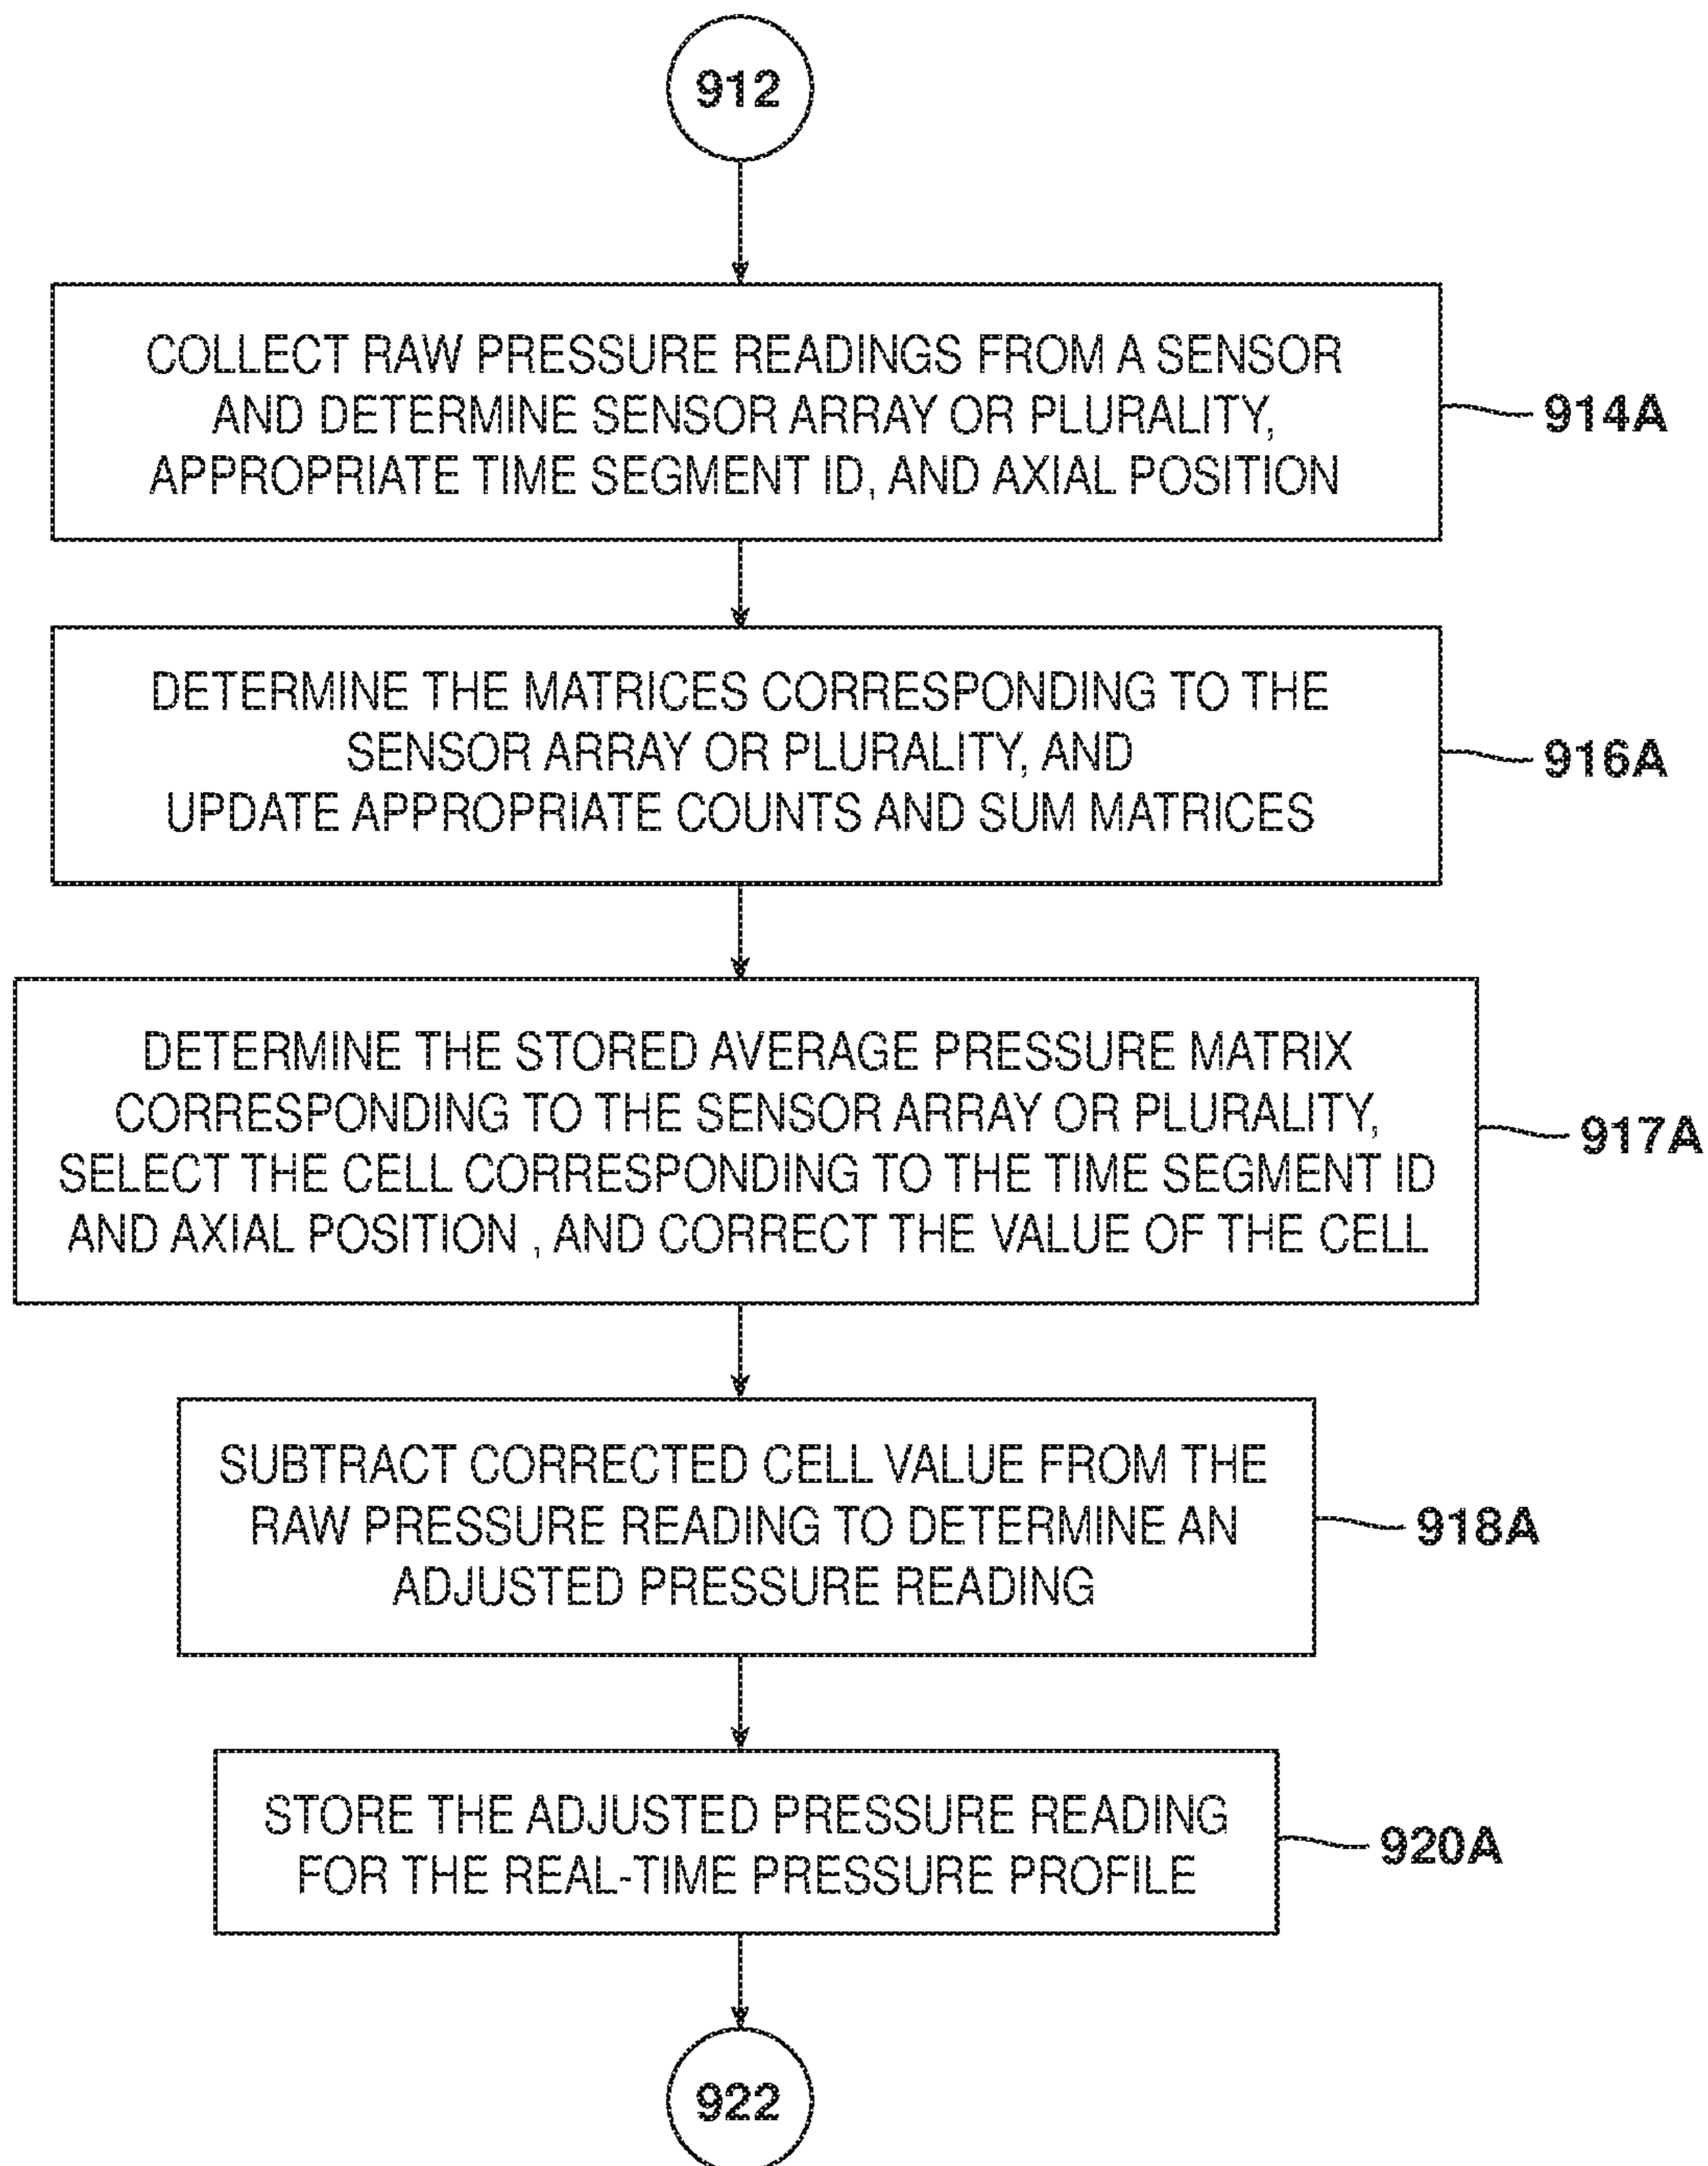 912
COLLECT RAW PRESSURE READINGS FROM A SENSOR
AND DETERMINE SENSOR ARRAY OR PLURALITY,
APPROPRIATE TIME SEGMENT ID, AND AXIAL POSITION
914A
DETERMINE THE MATRICES CORRESPONDING TO THE
SENSOR ARRAY OR PLURALITY, AND
UPDATE APPROPRIATE COUNTS AND SUM MATRICES
916A
DETERMINE THE STORED AVERAGE PRESSURE MATRIX
CORRESPONDING TO THE SENSOR ARRAY OR PLURALITY,
SELECT THE CELL CORRESPONDING TO THE TIME SEGMENT ID
AND AXIAL POSITION , AND CORRECT THE VALUE OF THE CELL
917A
SUBTRACT CORRECTED CELL VALUE FROM THE
RAW PRESSURE READING TO DETERMINE AN
ADJUSTED PRESSURE READING
918A
STORE THE ADJUSTED PRESSURE READING
FOR THE REAL-TIME PRESSURE PROFILE
920A
922